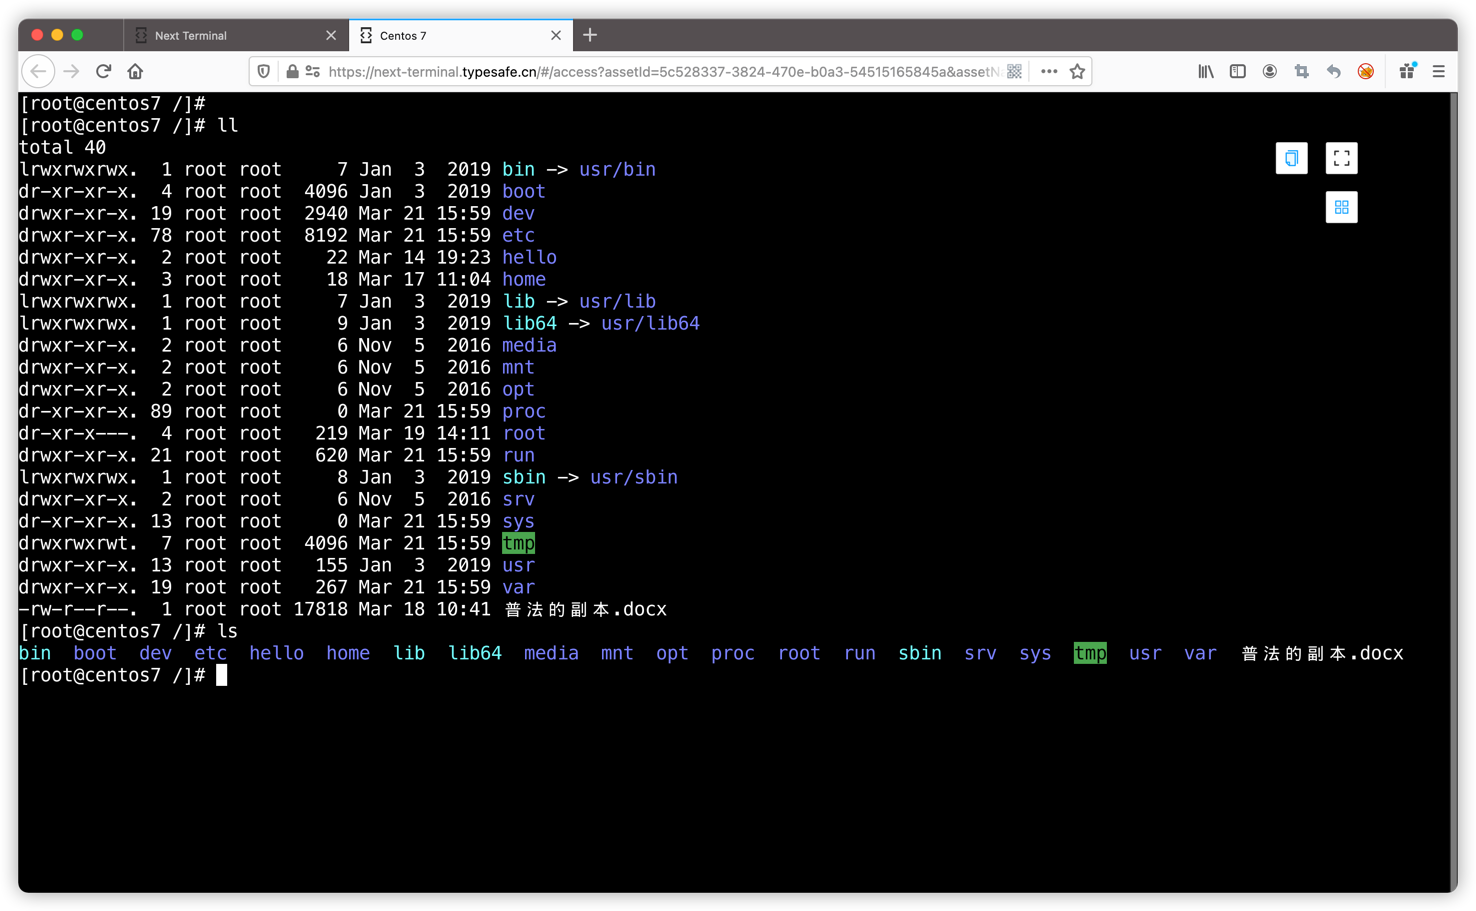 Next Terminal
Centos 7
https://next-terminal.typesafe.cn/#/access?assetId=5c528337-3824-470e-b0a3-54515165845a&assetN
[root@centos7 /]#
[root@centos7 /]# ll
total 40
lrwxrwxrwx.  1 root root     7 Jan  3  2019 bin -> usr/bin
dr-xr-xr-x.  4 root root  4096 Jan  3  2019 boot
drwxr-xr-x. 19 root root  2940 Mar 21 15:59 dev
drwxr-xr-x. 78 root root  8192 Mar 21 15:59 etc
drwxr-xr-x.  2 root root    22 Mar 14 19:23 hello
drwxr-xr-x.  3 root root    18 Mar 17 11:04 home
lrwxrwxrwx.  1 root root     7 Jan  3  2019 lib -> usr/lib
lrwxrwxrwx.  1 root root     9 Jan  3  2019 lib64 -> usr/lib64
drwxr-xr-x.  2 root root     6 Nov  5  2016 media
drwxr-xr-x.  2 root root     6 Nov  5  2016 mnt
drwxr-xr-x.  2 root root     6 Nov  5  2016 opt
dr-xr-xr-x. 89 root root     0 Mar 21 15:59 proc
dr-xr-x---.  4 root root   219 Mar 19 14:11 root
drwxr-xr-x. 21 root root   620 Mar 21 15:59 run
lrwxrwxrwx.  1 root root     8 Jan  3  2019 sbin -> usr/sbin
drwxr-xr-x.  2 root root     6 Nov  5  2016 srv
dr-xr-xr-x. 13 root root     0 Mar 21 15:59 sys
drwxrwxrwt.  7 root root  4096 Mar 21 15:59 tmp
drwxr-xr-x. 13 root root   155 Jan  3  2019 usr
drwxr-xr-x. 19 root root   267 Mar 21 15:59 var
-rw-r--r--.  1 root root 17818 Mar 18 10:41 普法的副本.docx
[root@centos7 /]# ls
bin  boot  dev  etc  hello  home  lib  lib64  media  mnt  opt  proc  root  run  sbin  srv  sys  tmp  usr  var  普法的副本.docx
[root@centos7 /]#